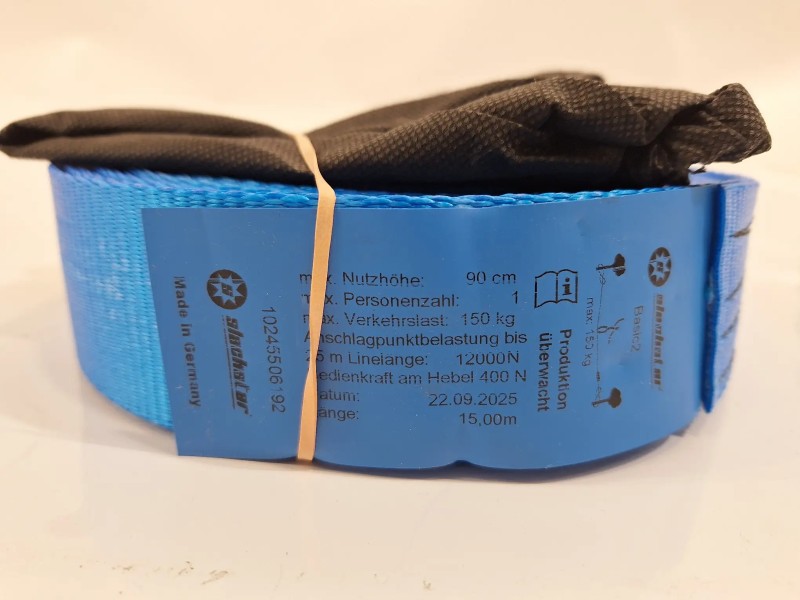 Made in Germany
slackstar
10245506192
max. Nutzhöhe: 90 cm
max. Personenzahl: 1
max. Verkehrslast: 150 kg
Anschlagpunktbelastung bis
25 m Linelänge: 12000N
Bedienkraft am Hebel 400 N
Datum: 22.09.2025
Länge: 15,00m
Produktion
überwacht
max. 150 kg
Basic2
slackstar